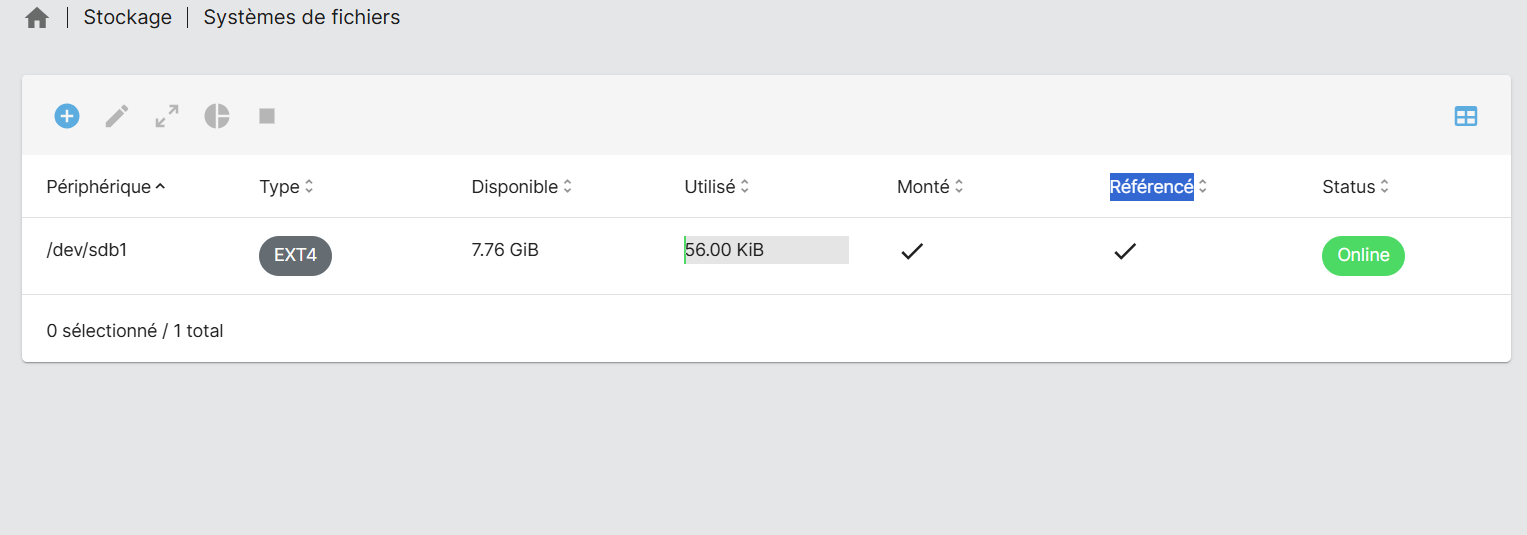 Stockage | Systèmes de fichiers
Périphérique Type Disponible Utilisé Monté Référencé Status
/dev/sdb1 EXT4 7.76 GiB 56.00 KiB Online
0 sélectionné / 1 total